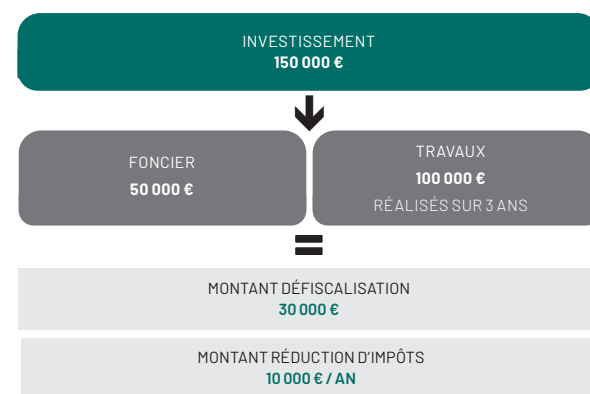 INVESTISSEMENT
150 000 €
FONCIER
50 000 €
TRAVAUX
100 000 €
RÉALISÉS SUR 3 ANS
=
MONTANT DÉFISCALISATION
30 000 €
MONTANT RÉDUCTION D'IMPÔTS
10 000 € / AN